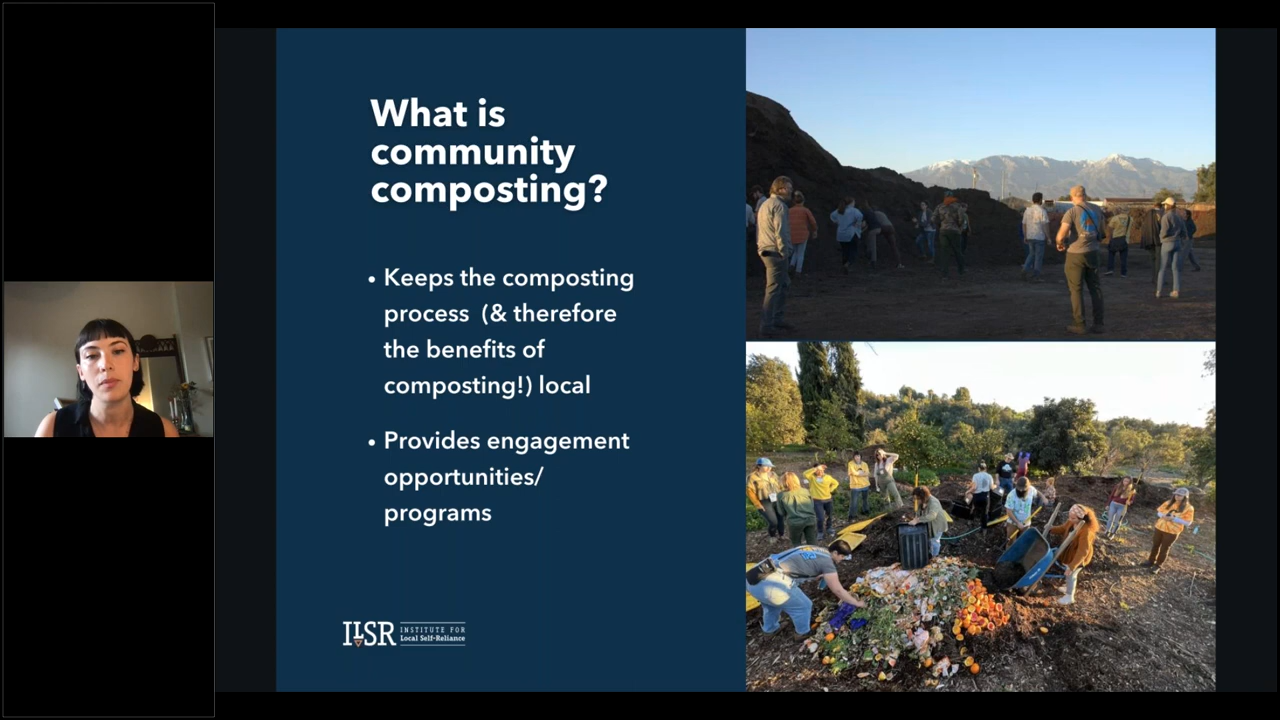 What is
community
composting?
• Keeps the composting
process (& therefore
the benefits of
composting!) local
• Provides engagement
opportunities/
programs
ILSR INSTITUTE FOR
Local Self-Reliance